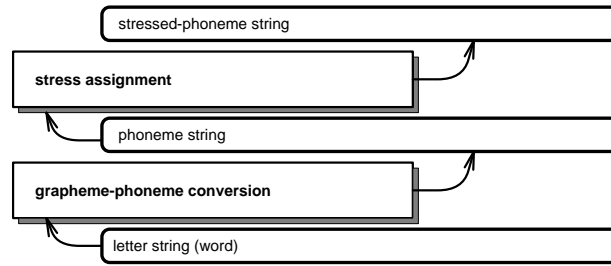 stressed-phoneme string
stress assignment
phoneme string
grapheme-phoneme conversion
letter string (word)